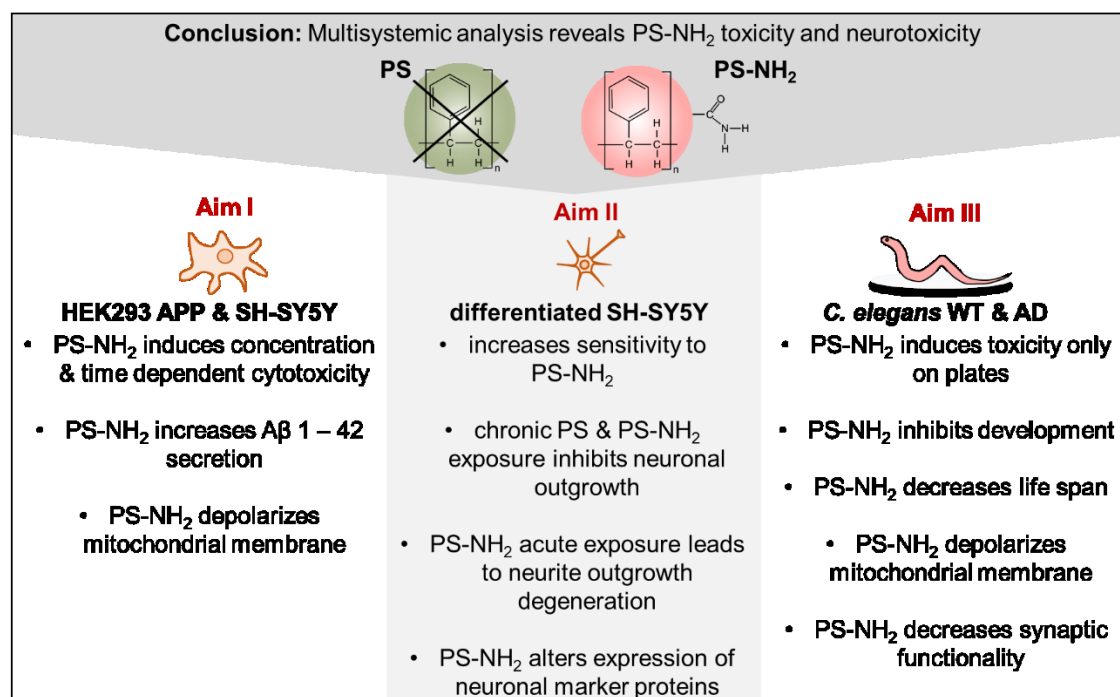 Conclusion: Multisystemic analysis reveals PS-NH₂ toxicity and neurotoxicity
PS
PS-NH₂
H
C
C
H
H
n
H
C
C
H
H
n
C
O
N
H
H
Aim I
HEK293 APP & SH-SY5Y
• PS-NH₂ induces concentration
& time dependent cytotoxicity
• PS-NH₂ increases Aβ 1 – 42
secretion
• PS-NH₂ depolarizes
mitochondrial membrane
Aim II
differentiated SH-SY5Y
• increases sensitivity to
PS-NH₂
• chronic PS & PS-NH₂
exposure inhibits neuronal
outgrowth
• PS-NH₂ acute exposure leads
to neurite outgrowth
degeneration
• PS-NH₂ alters expression of
neuronal marker proteins
Aim III
C. elegans WT & AD
• PS-NH₂ induces toxicity only
on plates
• PS-NH₂ inhibits development
• PS-NH₂ decreases life span
• PS-NH₂ depolarizes
mitochondrial membrane
• PS-NH₂ decreases synaptic
functionality